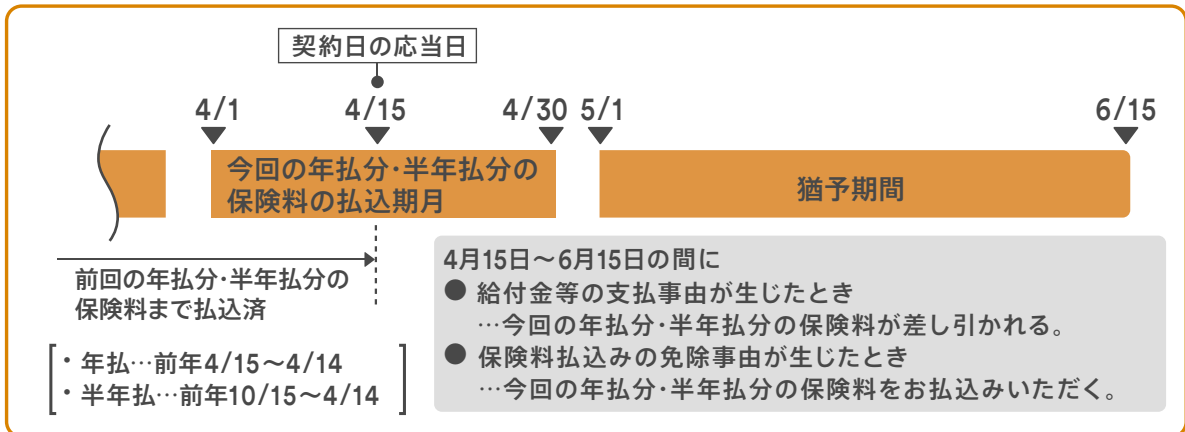 契約日の応当日
4/1
4/15
4/30
5/1
6/15
今回の年払分･半年払分の
保険料の払込期月
猶予期間
前回の年払分･半年払分の
保険料まで払込済
・年払…前年4/15～4/14
・半年払…前年10/15～4/14
4月15日～6月15日の間に
● 給付金等の支払事由が生じたとき
…今回の年払分･半年払分の保険料が差し引かれる。
● 保険料払込みの免除事由が生じたとき
…今回の年払分･半年払分の保険料をお払込みいただく。